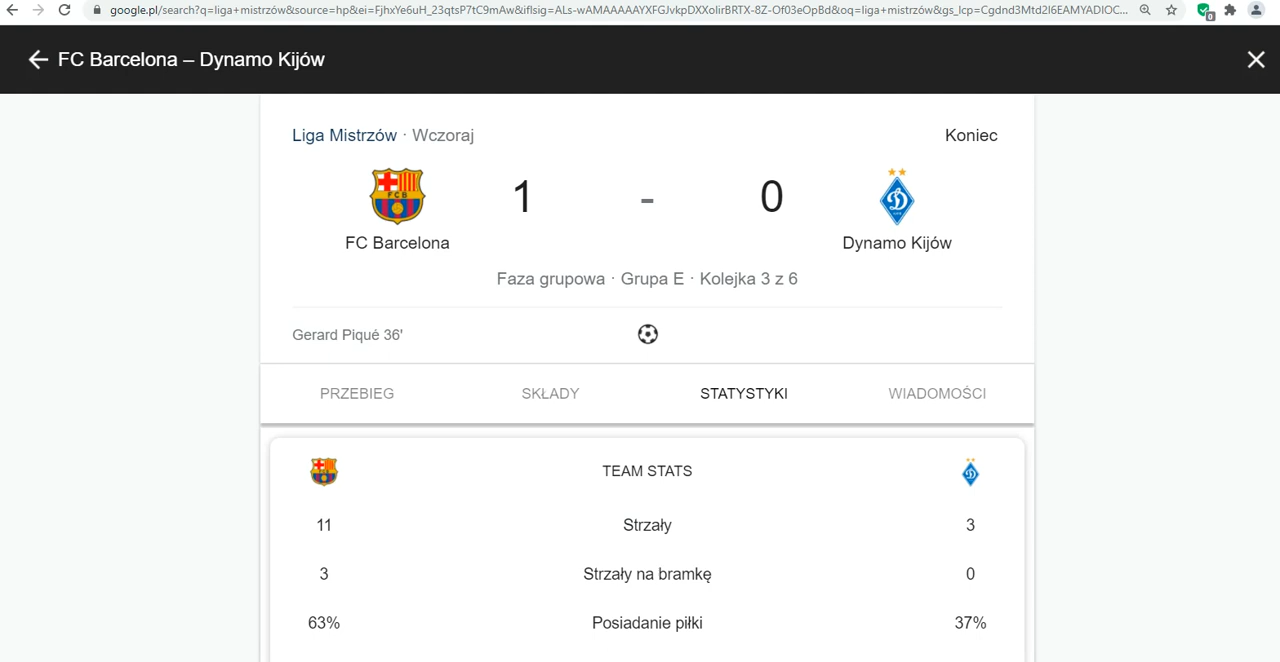 google.pl/search?q=liga+mistrzów&source=hp&ei=FjhxYe6uH_23qtsP7tC9mAw&iflsig=ALs-wAMAAAAAYXFGJvkpDXXolirBRTX-8Z-Of03eOpBd&oq=liga+mistrzów&gs_lcp=Cgdnd3Mtd2l6EAMYADIOC...
0
FC Barcelona – Dynamo Kijów
Liga Mistrzów · Wczoraj Koniec
1 - 0
FC Barcelona Dynamo Kijów
Faza grupowa · Grupa E · Kolejka 3 z 6
Gerard Piqué 36'
PRZEBIEG SKŁADY STATYSTYKI WIADOMOŚCI
TEAM STATS
11 Strzały 3
3 Strzały na bramkę 0
63% Posiadanie piłki 37%